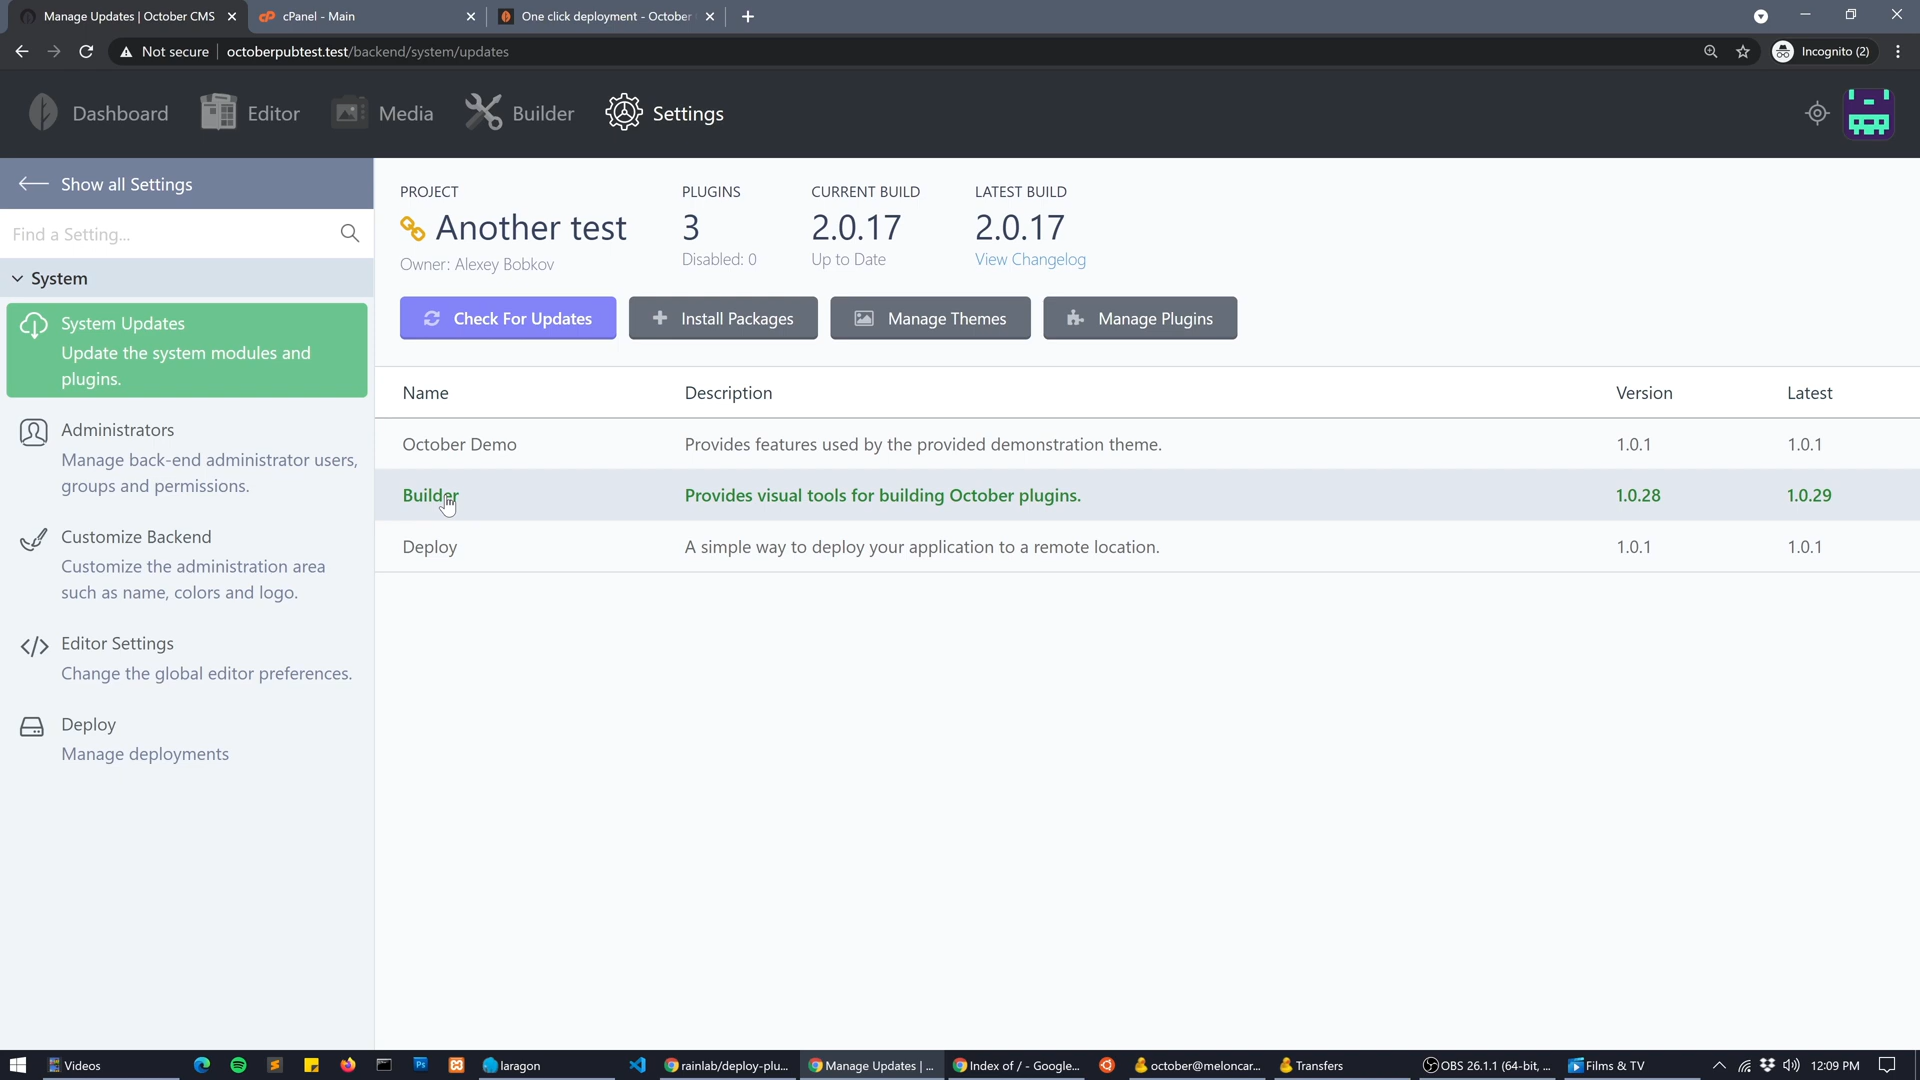 Manage Updates | October CMS
cPanel - Main
One click deployment - October
Not secure
octoberpubtest.test/backend/system/updates
Incognito (2)
Dashboard
Editor
Media
Builder
Settings
Show all Settings
Find a Setting...
System
System Updates
Update the system modules and
plugins.
Administrators
Manage back-end administrator users,
groups and permissions.
Customize Backend
Customize the administration area
such as name, colors and logo.
Editor Settings
Change the global editor preferences.
Deploy
Manage deployments
PROJECT
Another test
Owner: Alexey Bobkov
PLUGINS
3
Disabled: 0
CURRENT BUILD
2.0.17
Up to Date
LATEST BUILD
2.0.17
View Changelog
Check For Updates
Install Packages
Manage Themes
Manage Plugins
Name Description Version Latest
October Demo Provides features used by the provided demonstration theme. 1.0.1 1.0.1
Builder Provides visual tools for building October plugins. 1.0.28 1.0.29
Deploy A simple way to deploy your application to a remote location. 1.0.1 1.0.1
Videos
Ps
laragon
rainlab/deploy-plu...
Manage Updates | ...
Index of / - Google...
october@meloncar...
Transfers
OBS 26.1.1 (64-bit, ...
Films & TV
12:09 PM